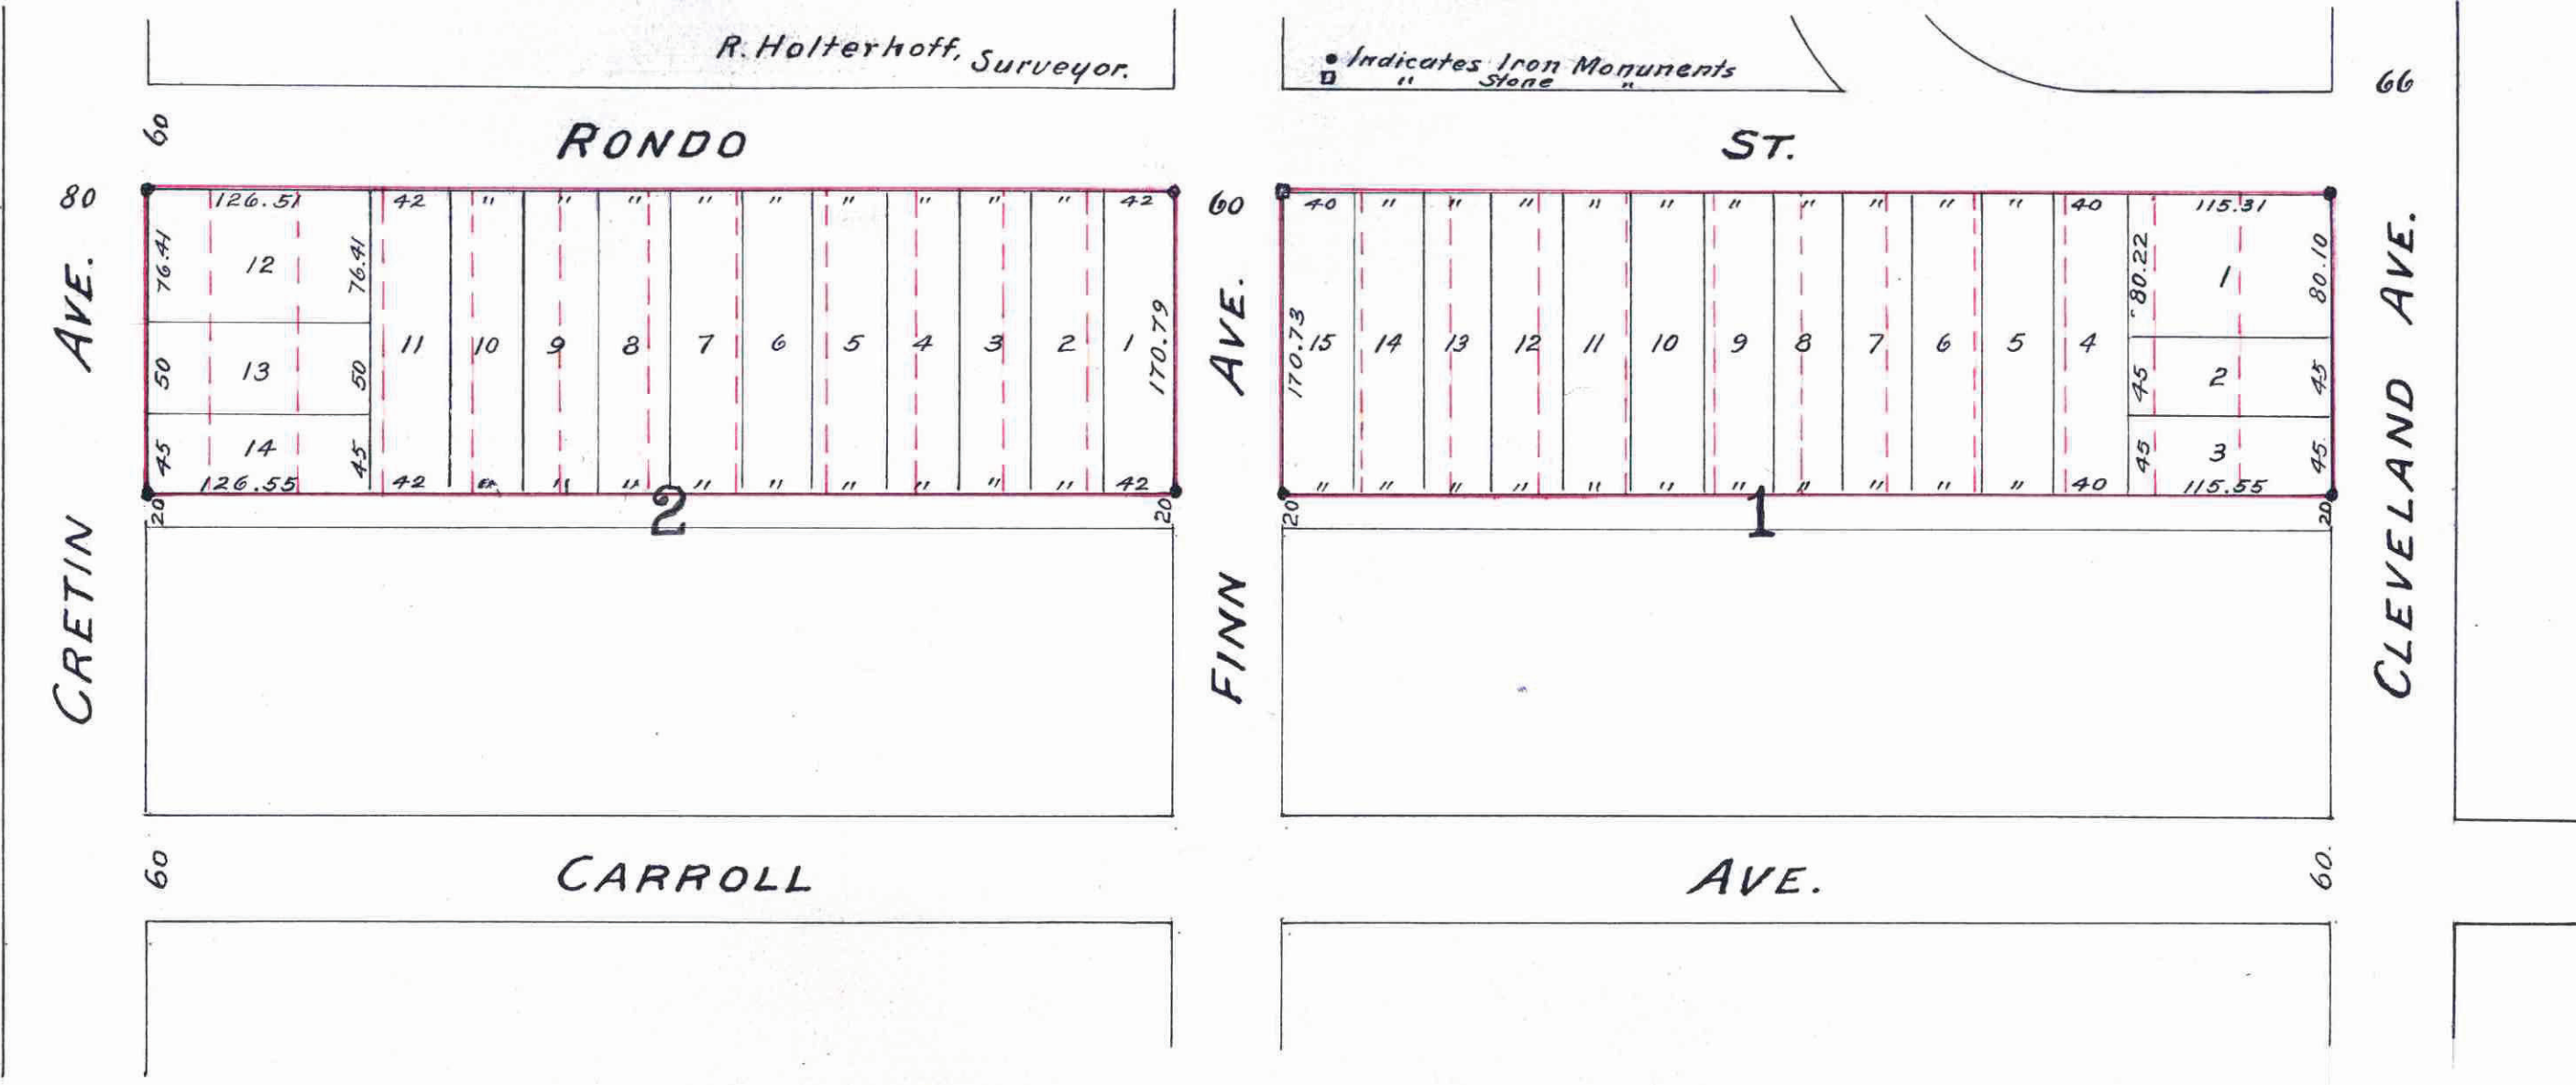 R. Holterhoff, Surveyor.
• Indicates Iron Monunents
" Stone "
66
60
RONDO ST.
80
126.51 42 " " " " " " " " " 42
60
40 " " " " " " " " " " 40 115.31
76.41 12 76.41
80.22 1 80.10
50 13 50
11 10 9 8 7 6 5 4 3 2 1 170.79
170.73 15 14 13 12 11 10 9 8 7 6 5 4
45 2 45
45 14 45
45 3 45
126.55 42 " " " " " " " " " 42
" " " " " " " " " " " 40 115.55
20 2 20
20 1 20
CRETIN AVE.
FINN AVE.
CLEVELAND AVE.
60 CARROLL AVE. 60.